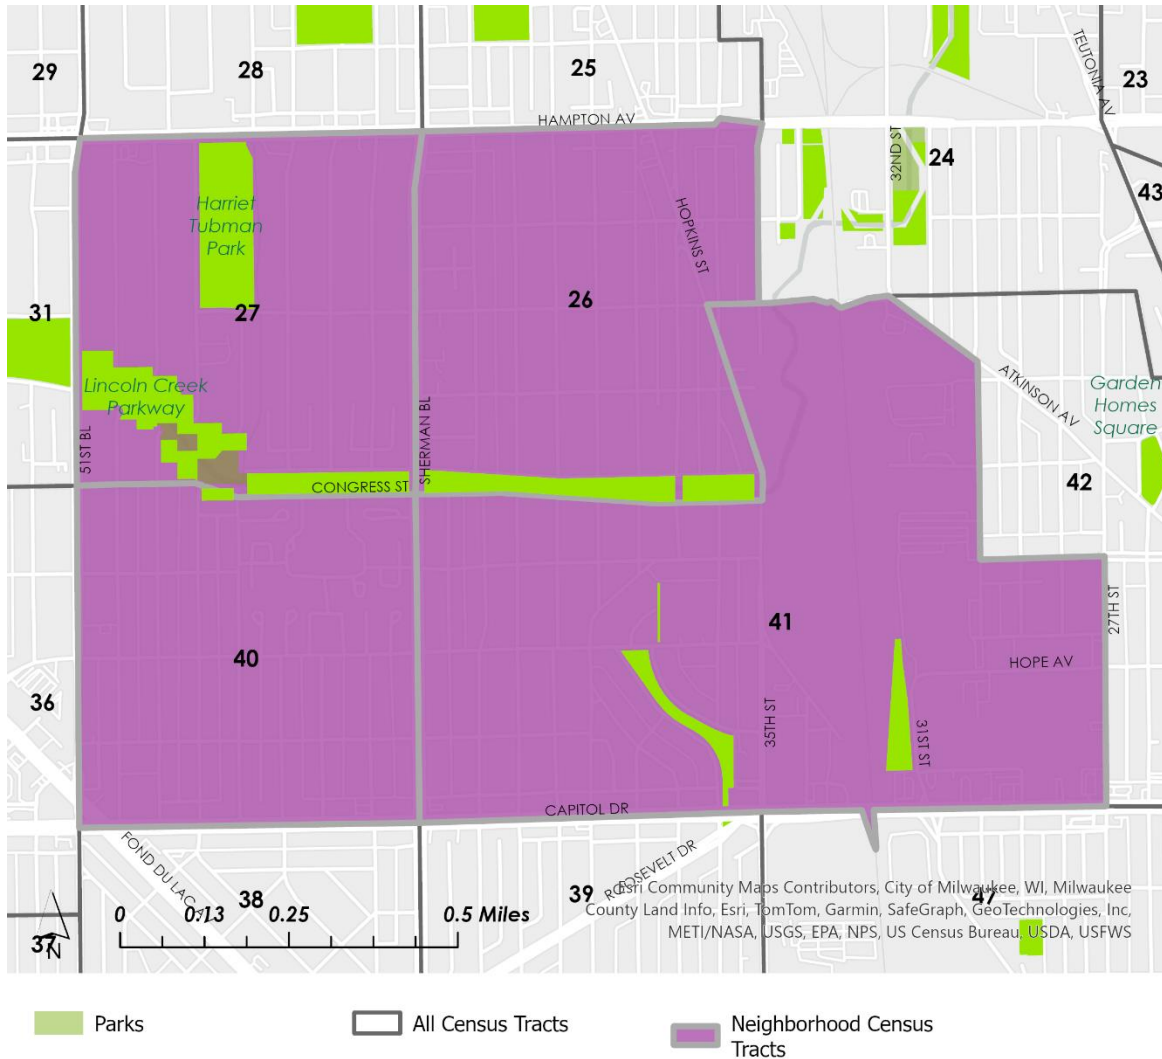 29
28
25
TEUTONIA AV
23
HAMPTON AV
32ND ST
24
43
Harriet
Tubman
Park
HOPKINS ST
31
27
26
Lincoln Creek
Parkway
ATKINSON AV
Garden
Homes
Square
51ST BL
SHERMAN BL
CONGRESS ST
42
27TH ST
41
40
HOPE AV
36
35TH ST
31ST ST
CAPITOL DR
FOND DU LAC
ROOSEVELT DR
38
39
47
37
N
0 0.13 0.25 0.5 Miles
Esri Community Maps Contributors, City of Milwaukee, WI, Milwaukee
County Land Info, Esri, TomTom, Garmin, SafeGraph, GeoTechnologies, Inc,
METI/NASA, USGS, EPA, NPS, US Census Bureau, USDA, USFWS
Parks
All Census Tracts
Neighborhood Census
Tracts